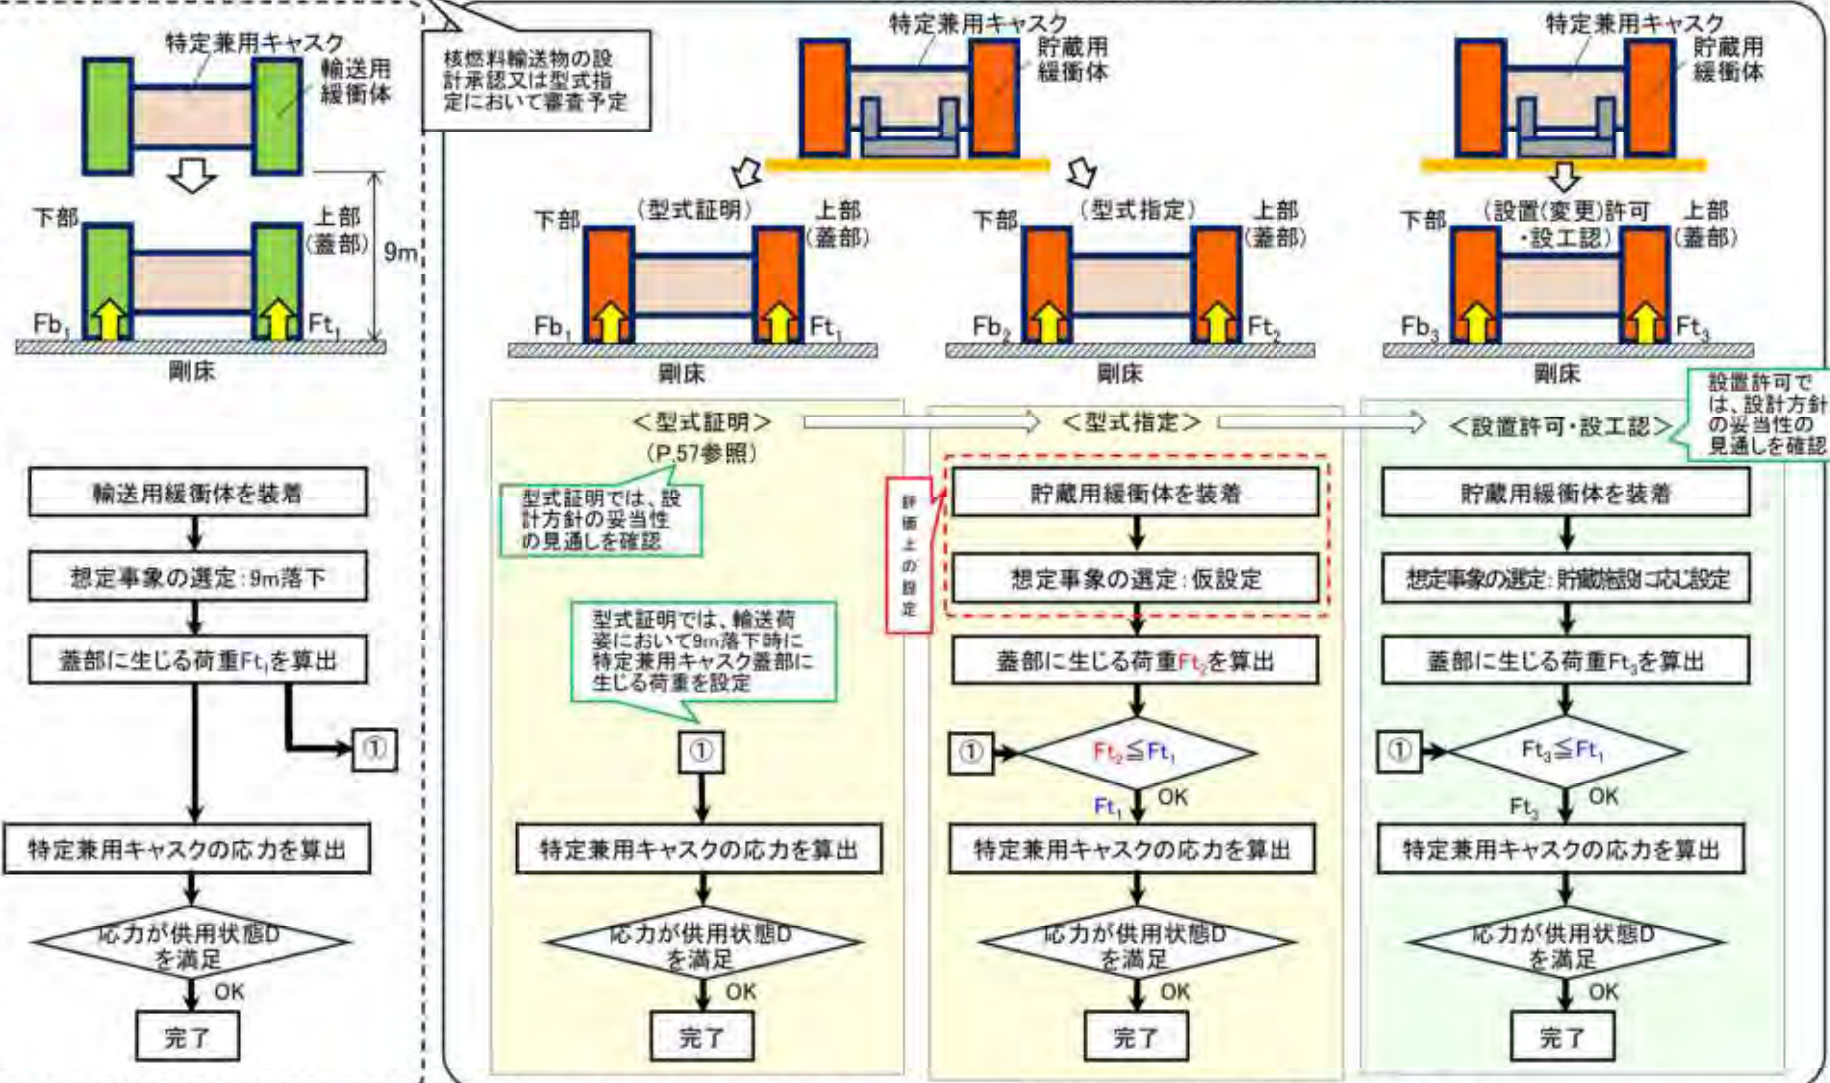 特定兼用キャスク
輸送用
緩衝体
下部
上部
(蓋部)
9m
Fb₁
Ft₁
剛床
輸送用緩衝体を装着
想定事象の選定:9m落下
蓋部に生じる荷重Ft₁を算出
①
特定兼用キャスクの応力を算出
応力が供用状態D
を満足
OK
完了
核燃料輸送物の設
計承認又は型式指
定において審査予定
特定兼用キャスク
貯蔵用
緩衝体
下部
(型式証明)
上部
(蓋部)
Fb₁
Ft₁
剛床
下部
(型式指定)
上部
(蓋部)
Fb₂
Ft₂
剛床
特定兼用キャスク
貯蔵用
緩衝体
下部
(設置(変更)許可
・設工認)
上部
(蓋部)
Fb₃
Ft₃
剛床
<型式証明>
(P.57参照)
型式証明では、設
計方針の妥当性
の見通しを確認
型式証明では、輸送荷
姿において9m落下時に
特定兼用キャスク蓋部に
生じる荷重を設定
①
特定兼用キャスクの応力を算出
応力が供用状態D
を満足
OK
完了
<型式指定>
評価上の設定
貯蔵用緩衝体を装着
想定事象の選定:仮設定
蓋部に生じる荷重Ft₂を算出
①
Ft₂≦Ft₁
Ft₁
OK
特定兼用キャスクの応力を算出
応力が供用状態D
を満足
OK
完了
<設置許可・設工認>
設置許可で
は、設計方針
の妥当性の
見通しを確認
貯蔵用緩衝体を装着
想定事象の選定:貯蔵施設に応じ設定
蓋部に生じる荷重Ft₃を算出
①
Ft₃≦Ft₁
Ft₃
OK
特定兼用キャスクの応力を算出
応力が供用状態D
を満足
OK
完了